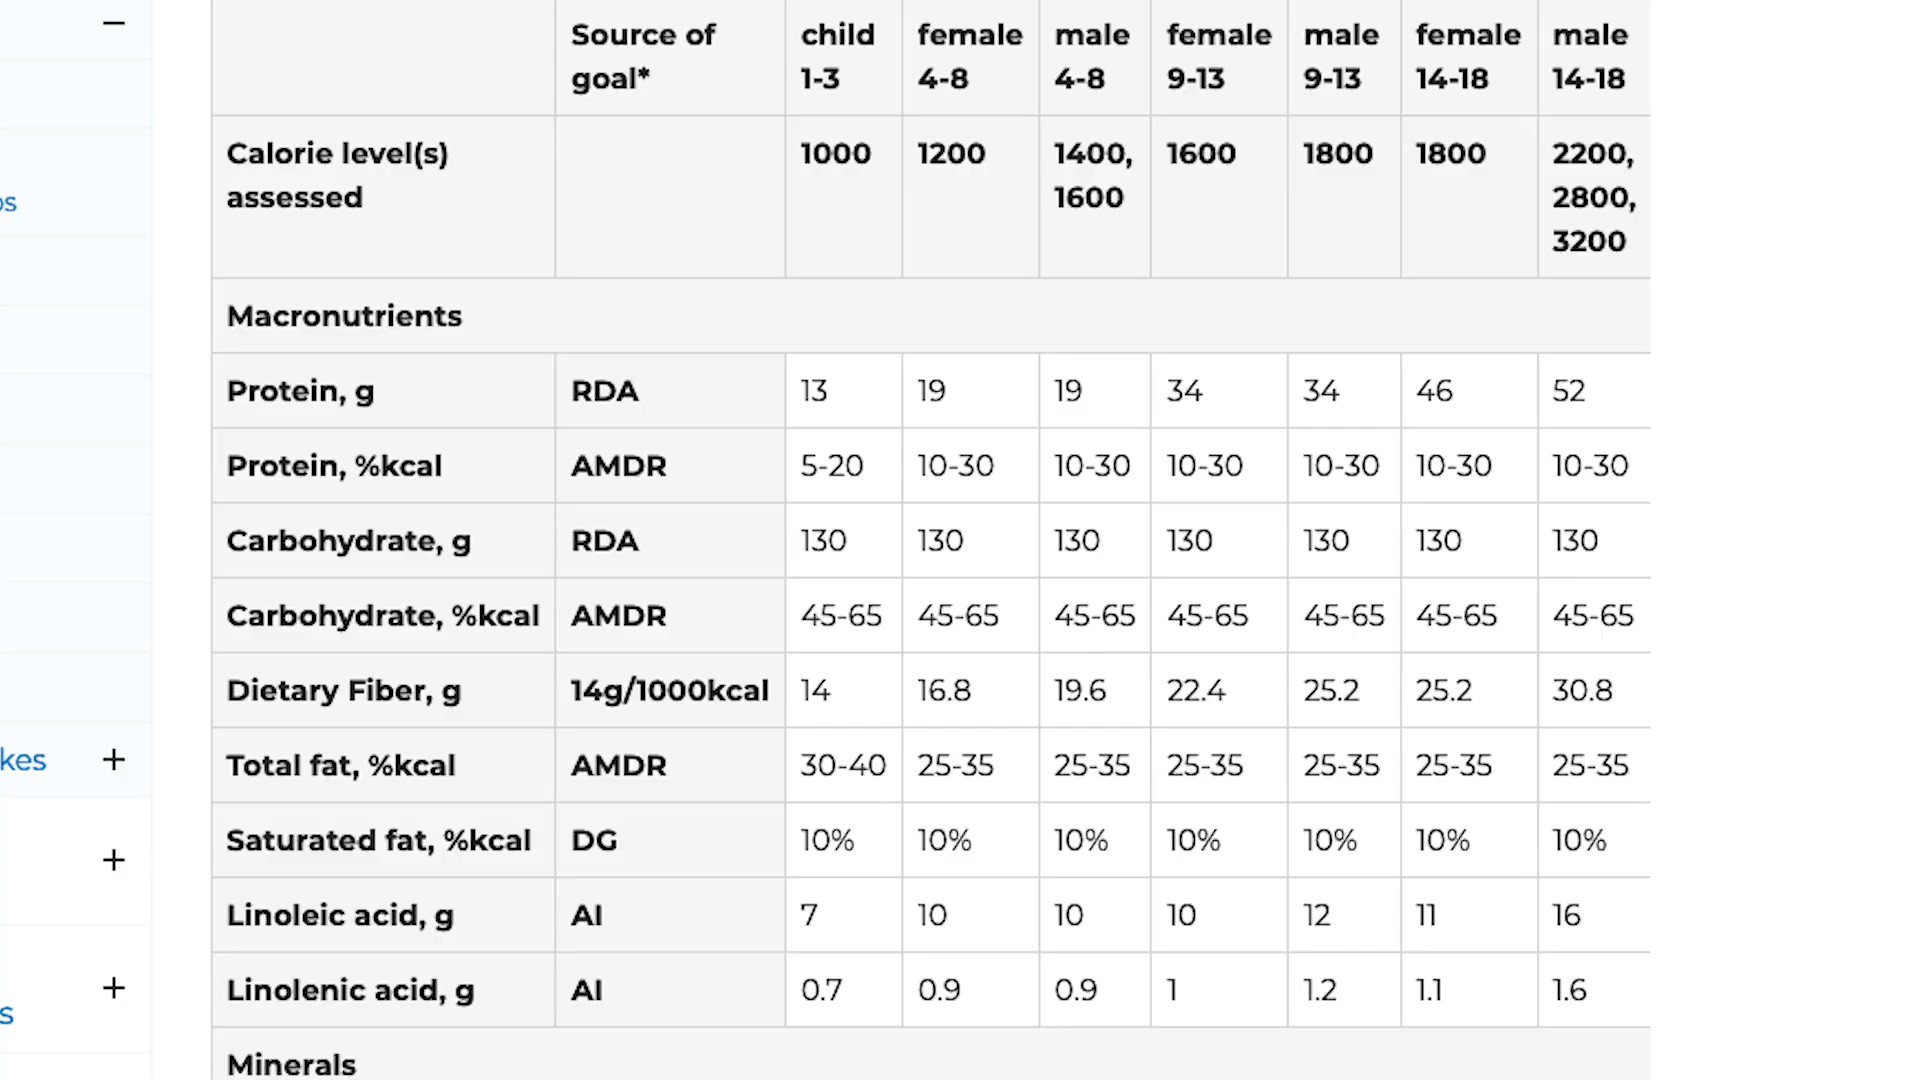 Source of goal* child 1-3 female 4-8 male 4-8 female 9-13 male 9-13 female 14-18 male 14-18
Calorie level(s) assessed 1000 1200 1400, 1600 1600 1800 1800 2200, 2800, 3200
Macronutrients
Protein, g RDA 13 19 19 34 34 46 52
Protein, %kcal AMDR 5-20 10-30 10-30 10-30 10-30 10-30 10-30
Carbohydrate, g RDA 130 130 130 130 130 130 130
Carbohydrate, %kcal AMDR 45-65 45-65 45-65 45-65 45-65 45-65 45-65
Dietary Fiber, g 14g/1000kcal 14 16.8 19.6 22.4 25.2 25.2 30.8
Total fat, %kcal AMDR 30-40 25-35 25-35 25-35 25-35 25-35 25-35
Saturated fat, %kcal DG 10% 10% 10% 10% 10% 10% 10%
Linoleic acid, g AI 7 10 10 10 12 11 16
Linolenic acid, g AI 0.7 0.9 0.9 1 1.2 1.1 1.6
Minerals